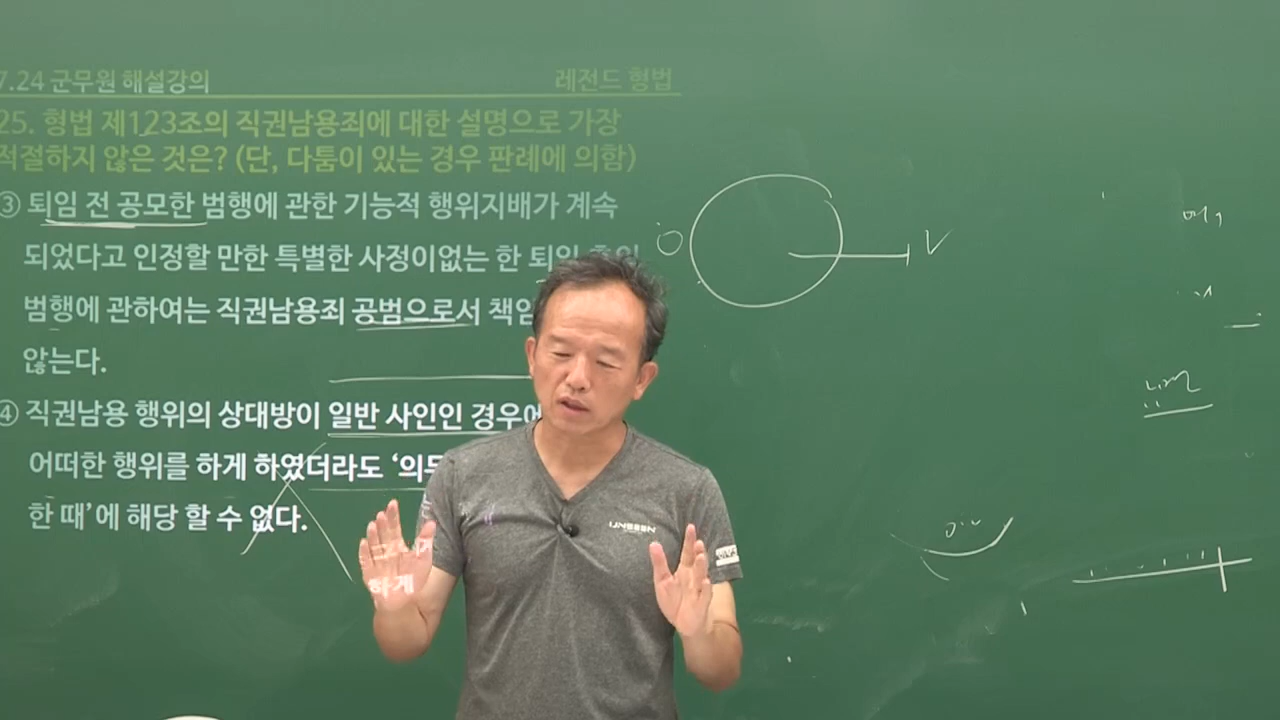 7.24 군무원 해설강의
레전드 형법
25. 형법 제123조의 직권남용죄에 대한 설명으로 가장
적절하지 않은 것은? (단, 다툼이 있는 경우 판례에 의함)
③ 퇴임 전 공모한 범행에 관한 기능적 행위지배가 계속
되었다고 인정할 만한 특별한 사정이없는 한 퇴임
범행에 관하여는 직권남용죄 공범으로서 책임
않는다.
④ 직권남용 행위의 상대방이 일반 사인인 경우에
어떠한 행위를 하게 하였더라도 ‘의무
한 때’에 해당 할 수 없다.
하게
V